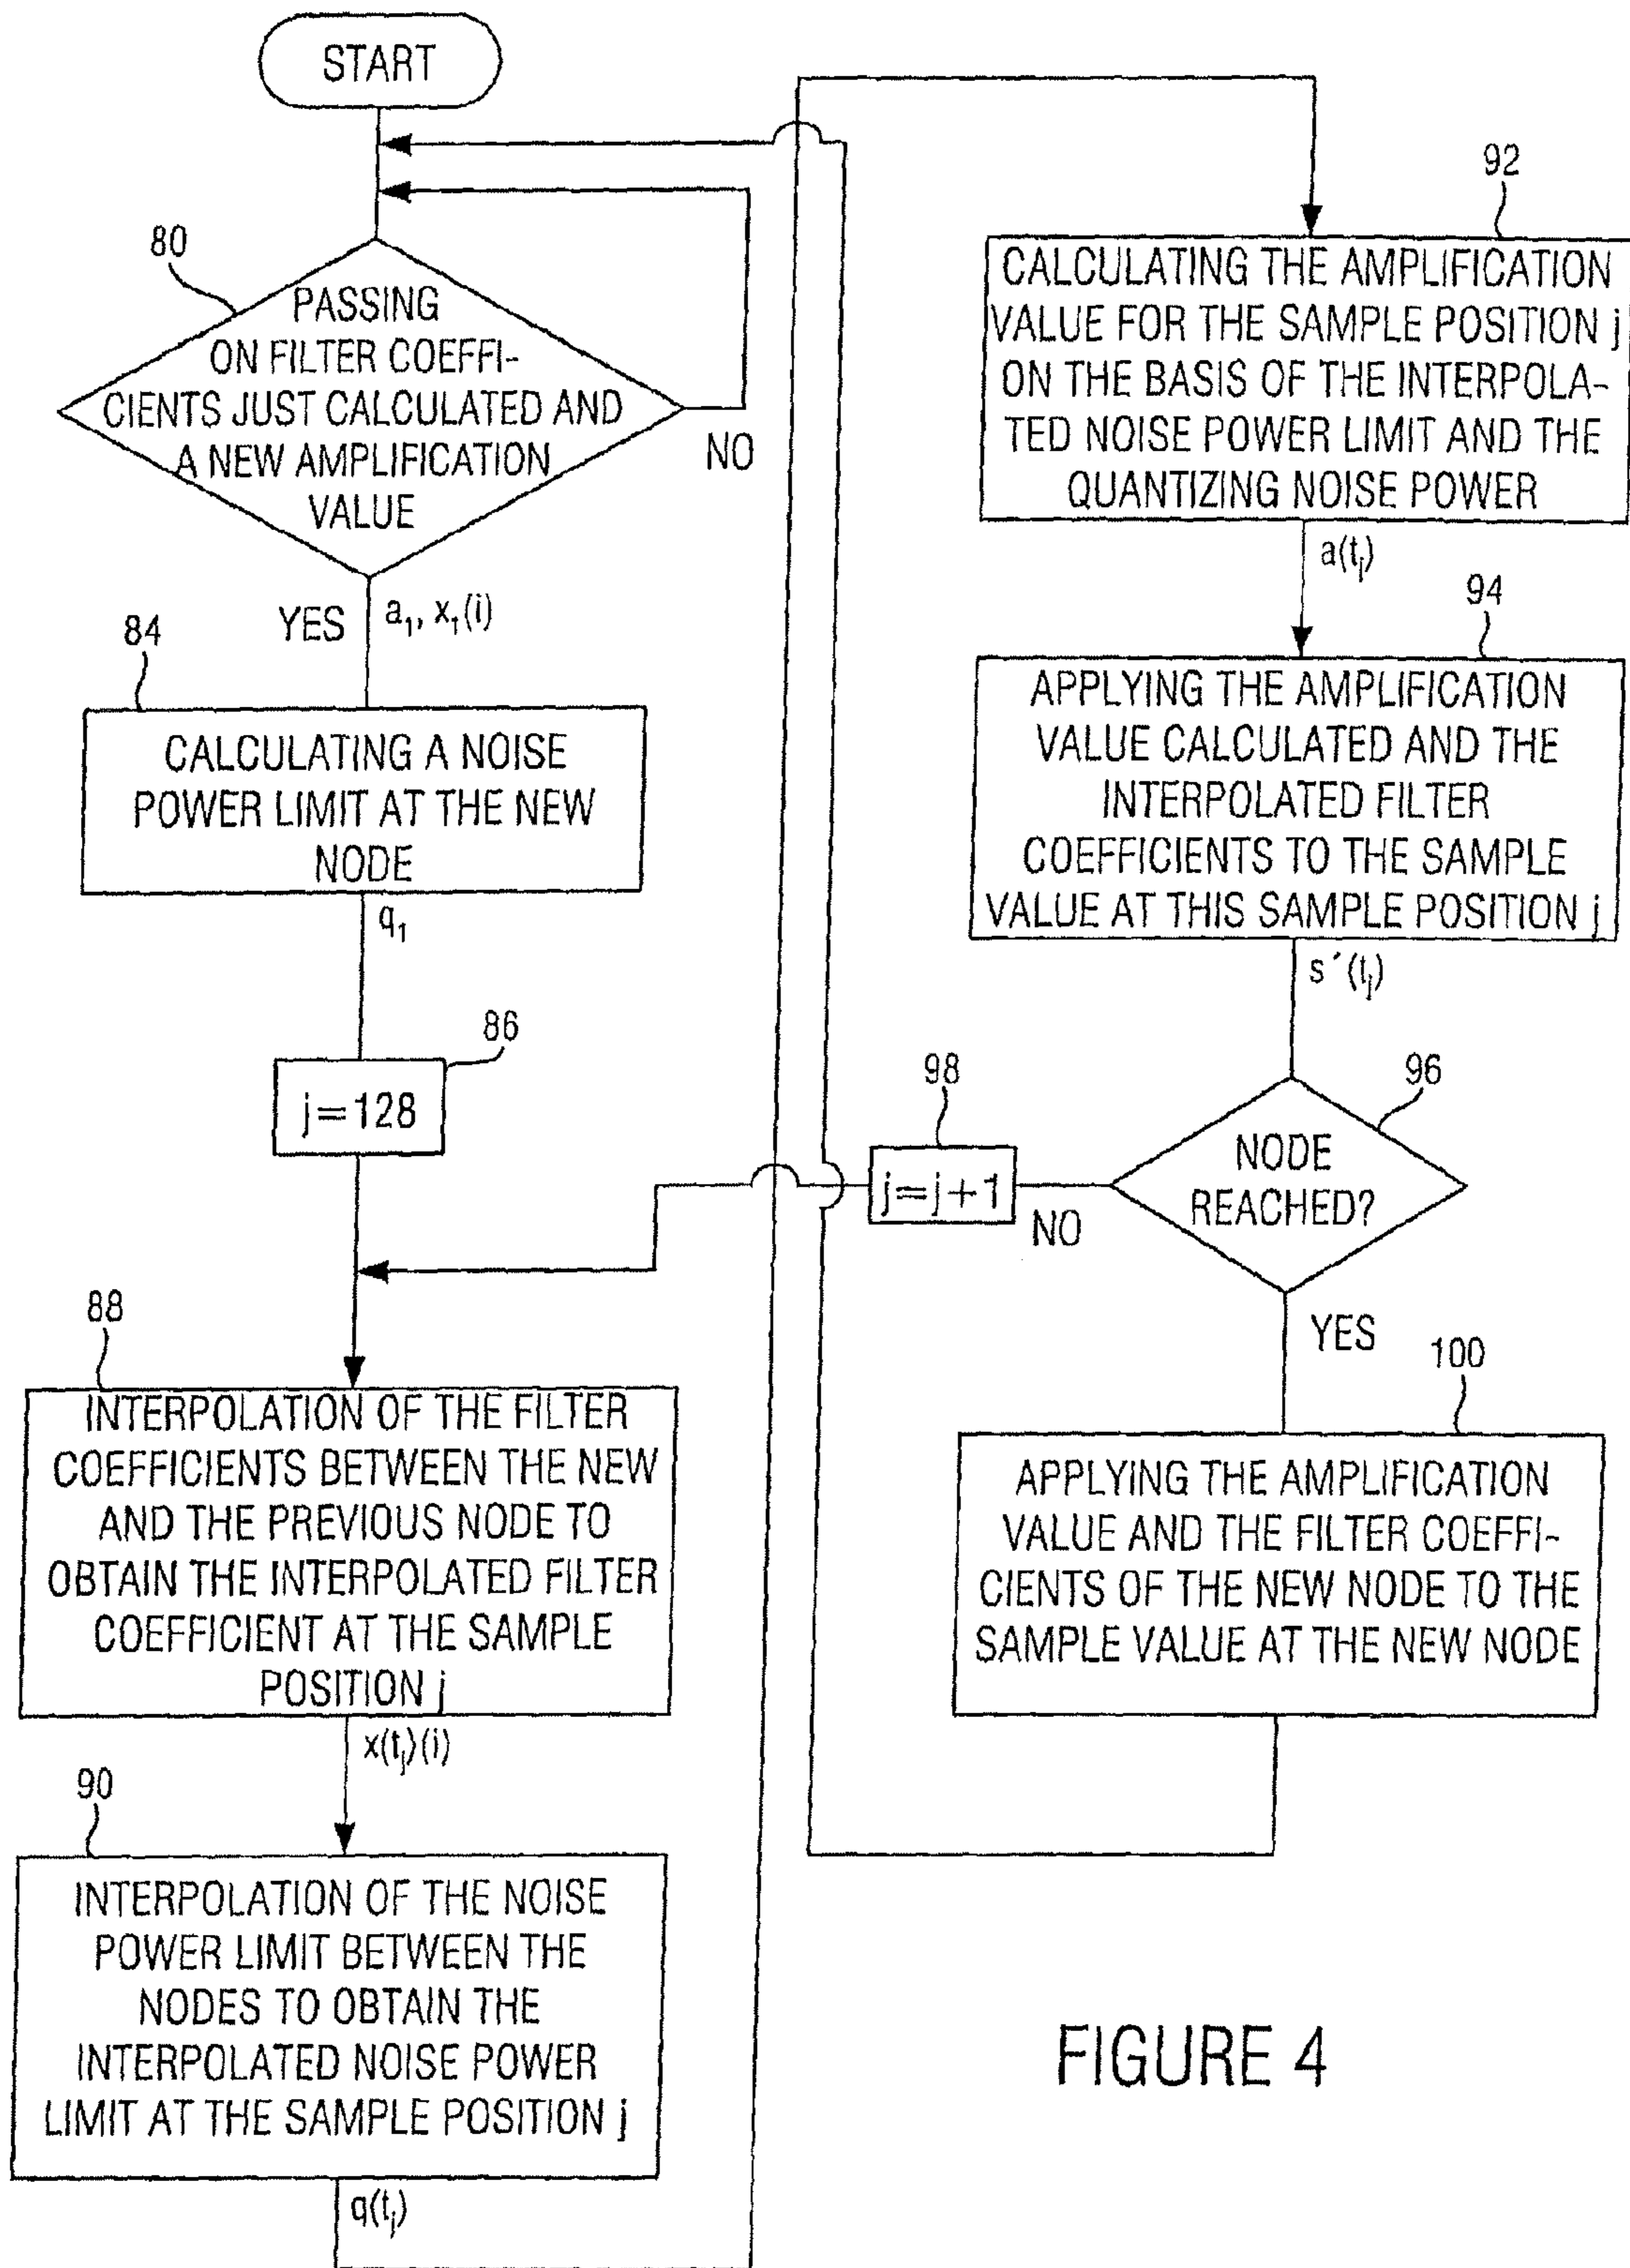 START
80
PASSING
ON FILTER COEFFI-
CIENTS JUST CALCULATED AND
A NEW AMPLIFICATION
VALUE
NO
YES
a₁, x₁(i)
84
CALCULATING A NOISE
POWER LIMIT AT THE NEW
NODE
q₁
86
j=128
88
INTERPOLATION OF THE FILTER
COEFFICIENTS BETWEEN THE NEW
AND THE PREVIOUS NODE TO
OBTAIN THE INTERPOLATED FILTER
COEFFICIENT AT THE SAMPLE
POSITION j
x(tⱼ)(i)
90
INTERPOLATION OF THE NOISE
POWER LIMIT BETWEEN THE
NODES TO OBTAIN THE
INTERPOLATED NOISE POWER
LIMIT AT THE SAMPLE POSITION j
q(tⱼ)
92
CALCULATING THE AMPLIFICATION
VALUE FOR THE SAMPLE POSITION j
ON THE BASIS OF THE INTERPOLA-
TED NOISE POWER LIMIT AND THE
QUANTIZING NOISE POWER
a(tⱼ)
94
APPLYING THE AMPLIFICATION
VALUE CALCULATED AND THE
INTERPOLATED FILTER
COEFFICIENTS TO THE SAMPLE
VALUE AT THIS SAMPLE POSITION j
s´(tⱼ)
96
NODE
REACHED?
NO
98
j=j+1
YES
100
APPLYING THE AMPLIFICATION
VALUE AND THE FILTER COEFFI-
CIENTS OF THE NEW NODE TO THE
SAMPLE VALUE AT THE NEW NODE
FIGURE 4